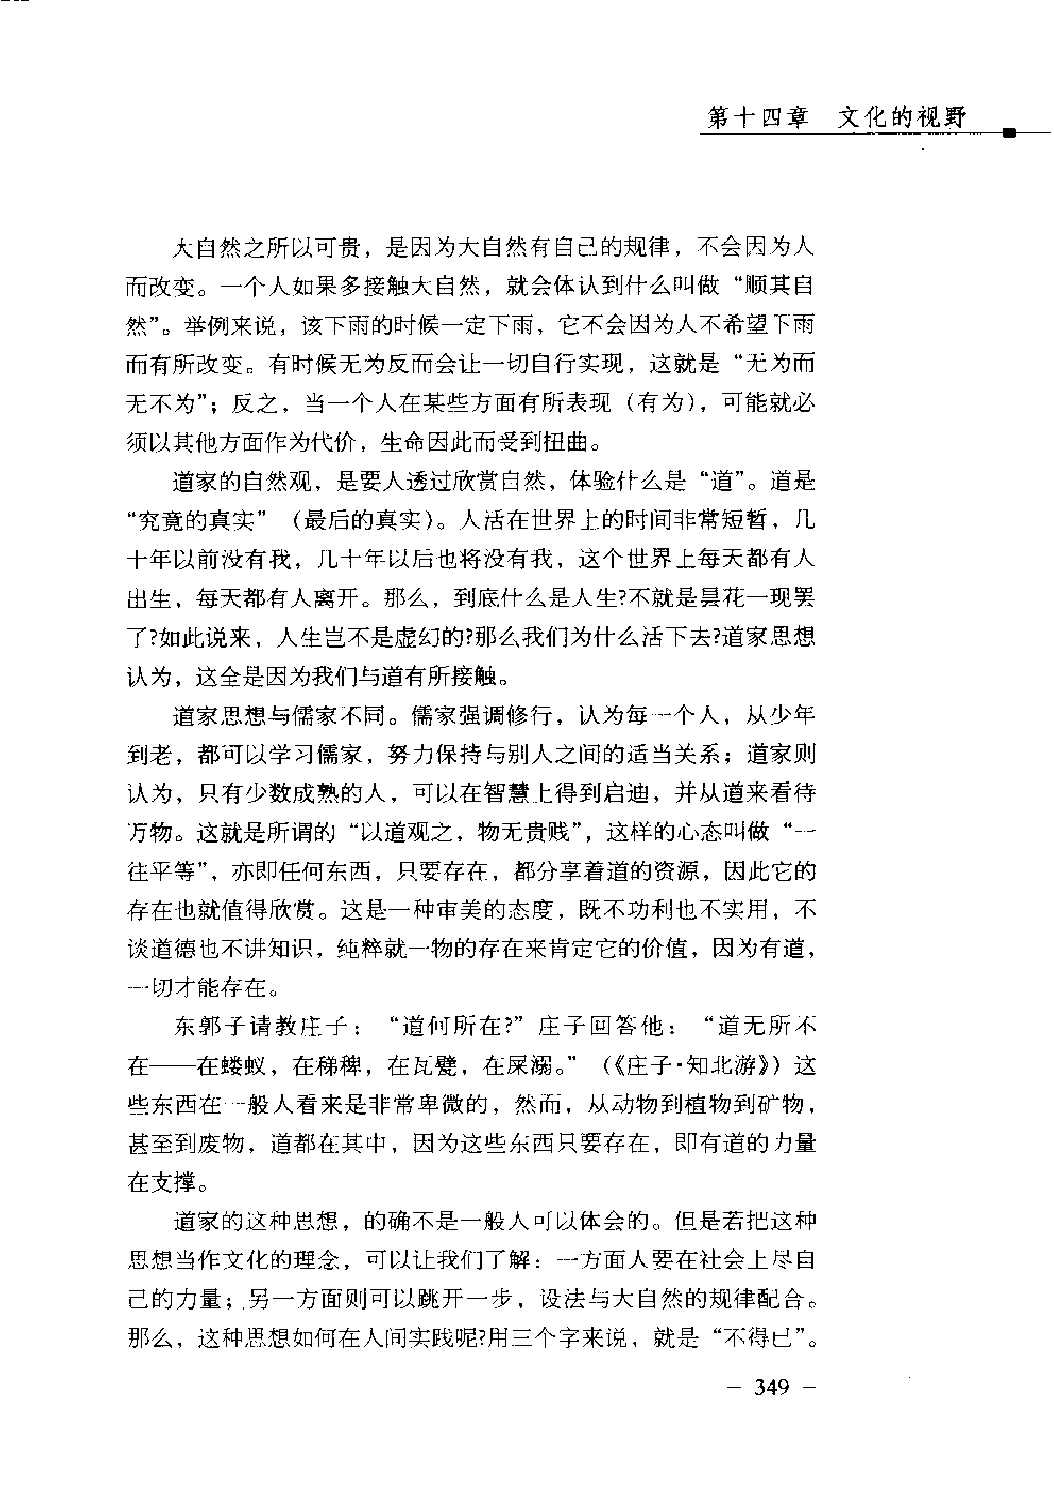 第十四章　文化的视野
大自然之所以可贵，是因为大自然有自己的规律，不会因为人
而改变。一个人如果多接触大自然，就会体认到什么叫做“顺其自
然”。举例来说，该下雨的时候一定下雨，它不会因为人不希望下雨
而有所改变。有时候无为反而会让一切自行实现，这就是“无为而
无不为”；反之，当一个人在某些方面有所表现（有为），可能就必
须以其他方面作为代价，生命因此而受到扭曲。
道家的自然观，是要人透过欣赏自然，体验什么是“道”。道是
“究竟的真实”（最后的真实）。人活在世界上的时间非常短暂，几
十年以前没有我，几十年以后也将没有我，这个世界上每天都有人
出生，每天都有人离开。那么，到底什么是人生?不就是昙花一现罢
了?如此说来，人生岂不是虚幻的?那么我们为什么活下去?道家思想
认为，这全是因为我们与道有所接触。
道家思想与儒家不同。儒家强调修行，认为每一个人，从少年
到老，都可以学习儒家，努力保持与别人之间的适当关系；道家则
认为，只有少数成熟的人，可以在智慧上得到启迪，并从道来看待
万物。这就是所谓的“以道观之，物无贵贱”，这样的心态叫做“一
往平等”，亦即任何东西，只要存在，都分享着道的资源，因此它的
存在也就值得欣赏。这是一种审美的态度，既不功利也不实用，不
谈道德也不讲知识，纯粹就一物的存在来肯定它的价值，因为有道，
一切才能存在。
东郭子请教庄子：“道何所在?”庄子回答他：“道无所不
在——在蝼蚁，在稊稗，在瓦甓，在屎溺。”（《庄子·知北游》）这
些东西在一般人看来是非常卑微的，然而，从动物到植物到矿物，
甚至到废物，道都在其中，因为这些东西只要存在，即有道的力量
在支撑。
道家的这种思想，的确不是一般人可以体会的。但是若把这种
思想当作文化的理念，可以让我们了解：一方面人要在社会上尽自
己的力量；另一方面则可以跳开一步，设法与大自然的规律配合。
那么，这种思想如何在人间实践呢?用三个字来说，就是“不得已”。
– 349 –